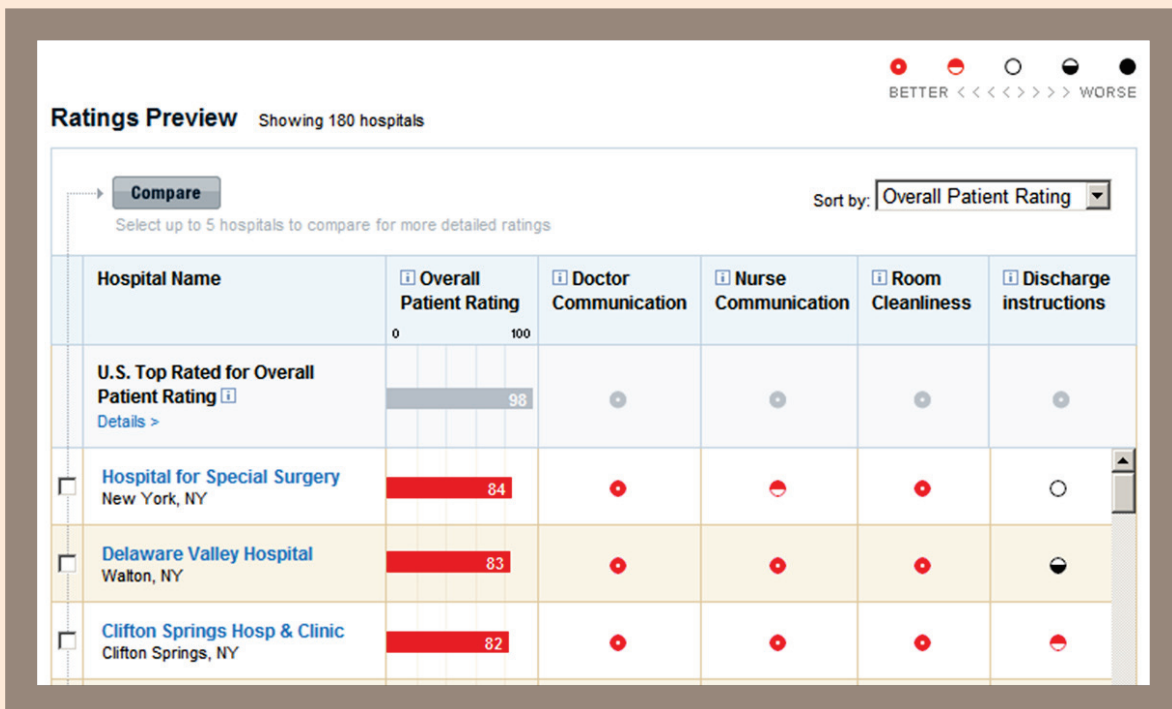 BETTER < < < < > > > > WORSE
Ratings Preview Showing 180 hospitals
Compare
Sort by: Overall Patient Rating
Select up to 5 hospitals to compare for more detailed ratings
Hospital Name
Overall
Patient Rating
0 100
Doctor
Communication
Nurse
Communication
Room
Cleanliness
Discharge
instructions
U.S. Top Rated for Overall
Patient Rating
Details >
98
Hospital for Special Surgery
New York, NY
84
Delaware Valley Hospital
Walton, NY
83
Clifton Springs Hosp & Clinic
Clifton Springs, NY
82